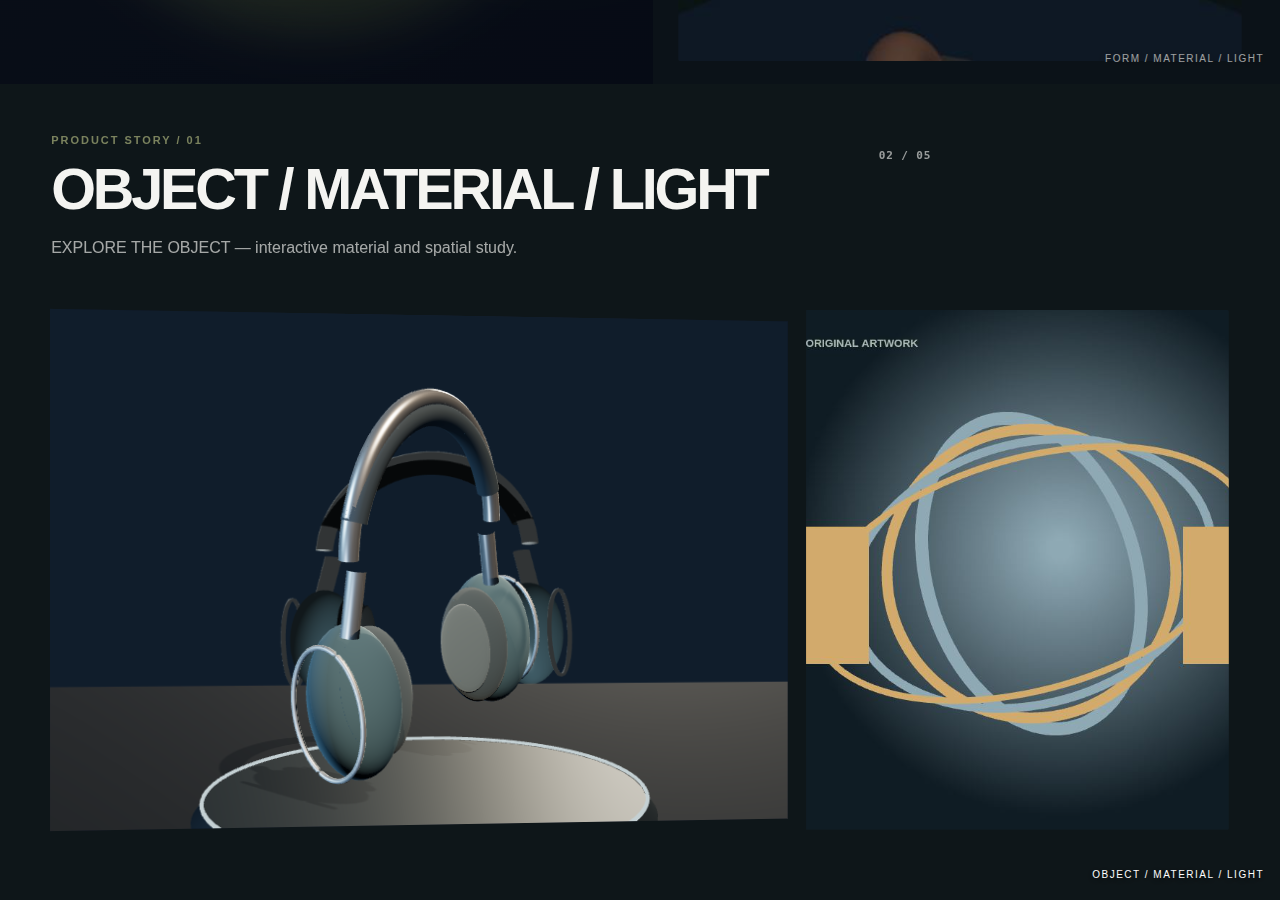 FORM / MATERIAL / LIGHT
PRODUCT STORY / 01
02 / 05
OBJECT / MATERIAL / LIGHT
EXPLORE THE OBJECT — interactive material and spatial study.
ORIGINAL ARTWORK
OBJECT / MATERIAL / LIGHT